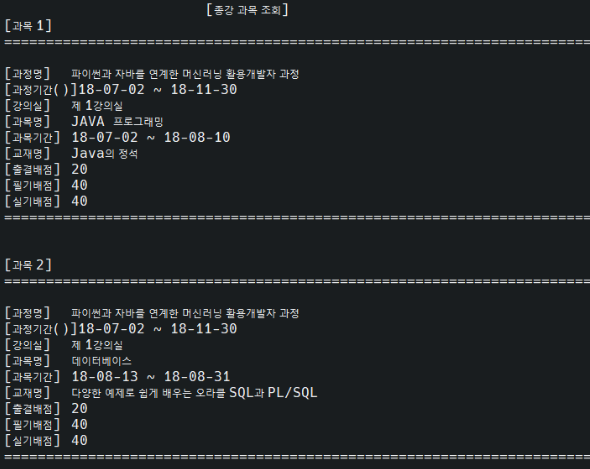 [종강 과목 조회]
[과목 1]
======================================================================
[과정명] 파이썬과 자바를 연계한 머신러닝 활용개발자 과정
[과정기간()]18-07-02 ~ 18-11-30
[강의실] 제 1강의실
[과목명] JAVA 프로그래밍
[과목기간] 18-07-02 ~ 18-08-10
[교재명] Java의 정석
[출결배점] 20
[필기배점] 40
[실기배점] 40
======================================================================
[과목 2]
======================================================================
[과정명] 파이썬과 자바를 연계한 머신러닝 활용개발자 과정
[과정기간()]18-07-02 ~ 18-11-30
[강의실] 제 1강의실
[과목명] 데이터베이스
[과목기간] 18-08-13 ~ 18-08-31
[교재명] 다양한 예제로 쉽게 배우는 오라클 SQL과 PL/SQL
[출결배점] 20
[필기배점] 40
[실기배점] 40
======================================================================